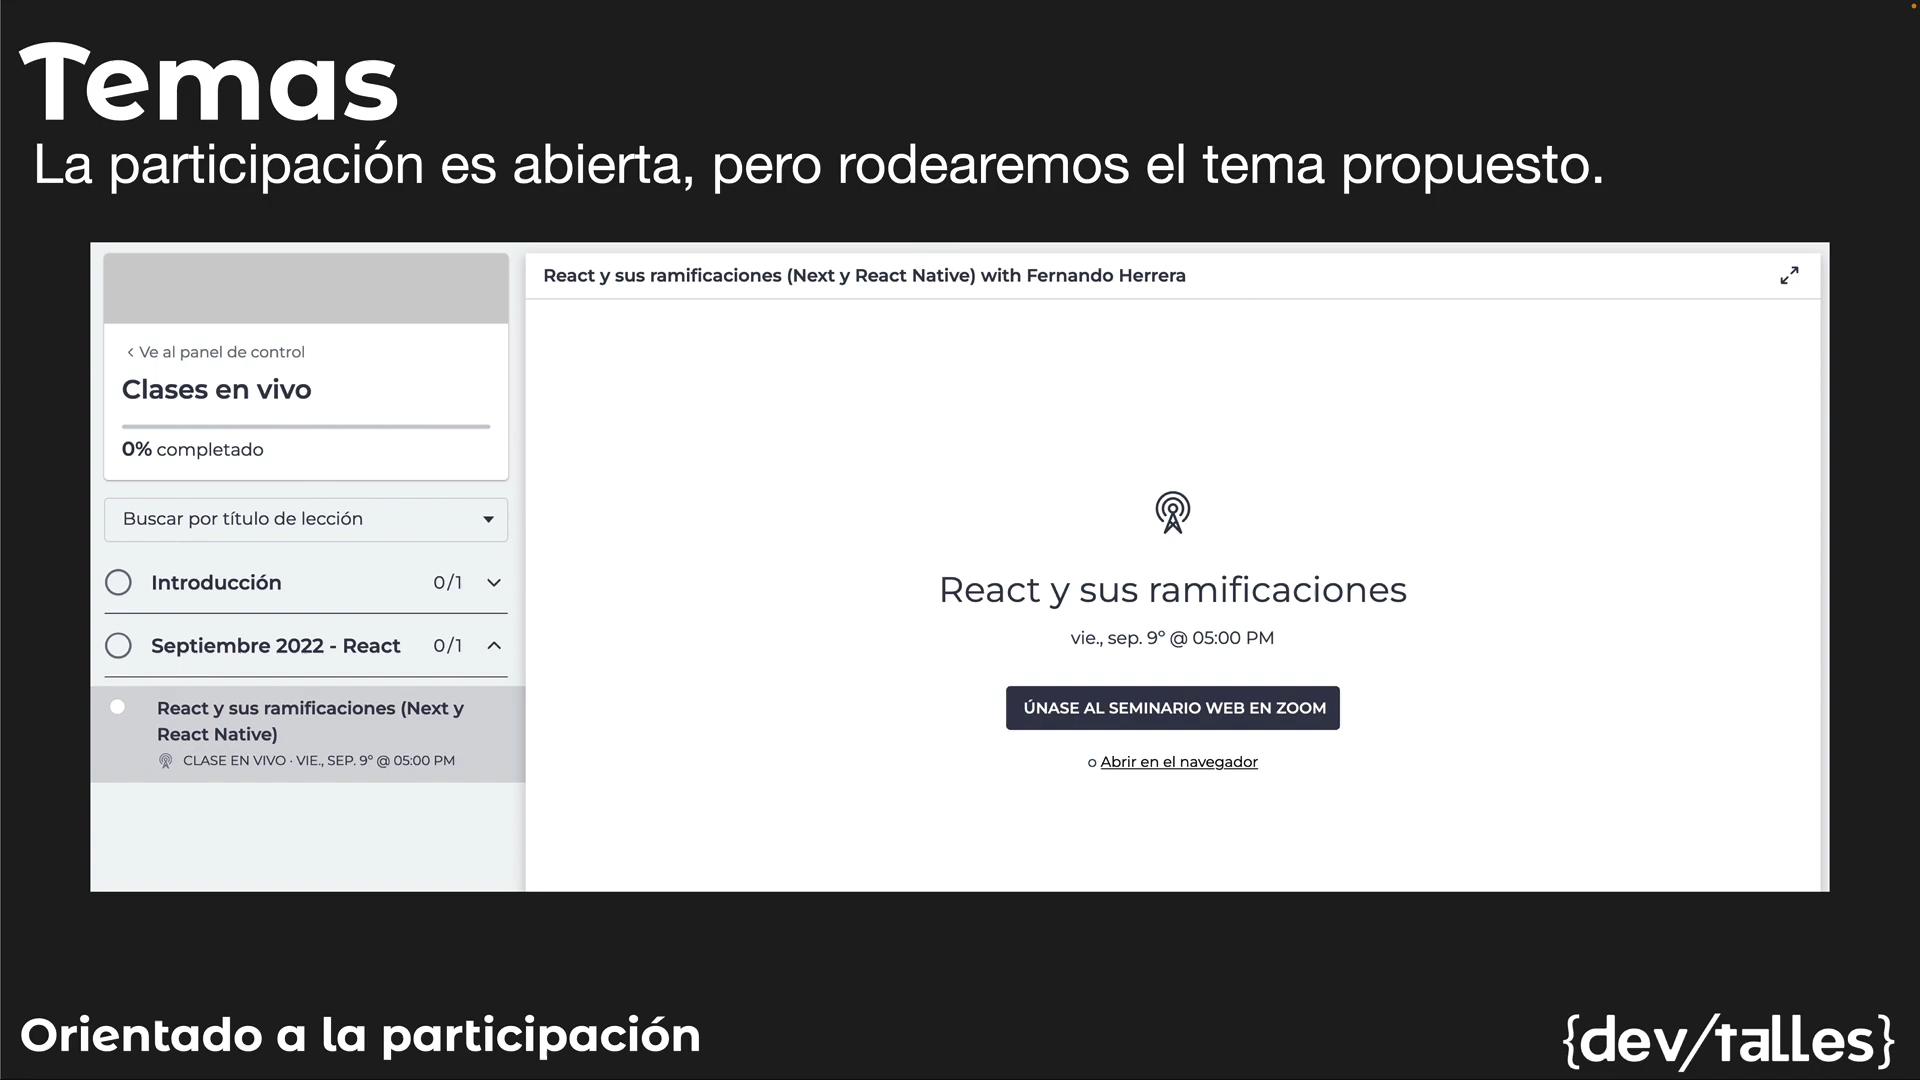 Temas
La participación es abierta, pero rodearemos el tema propuesto.
Ve al panel de control
Clases en vivo
0% completado
Buscar por título de lección
Introducción 0/1
Septiembre 2022 - React 0/1
React y sus ramificaciones (Next y
React Native)
CLASE EN VIVO · VIE., SEP. 9º @ 05:00 PM
React y sus ramificaciones (Next y React Native) with Fernando Herrera
React y sus ramificaciones
vie., sep. 9º @ 05:00 PM
ÚNASE AL SEMINARIO WEB EN ZOOM
o Abrir en el navegador
Orientado a la participación
{dev/talles}